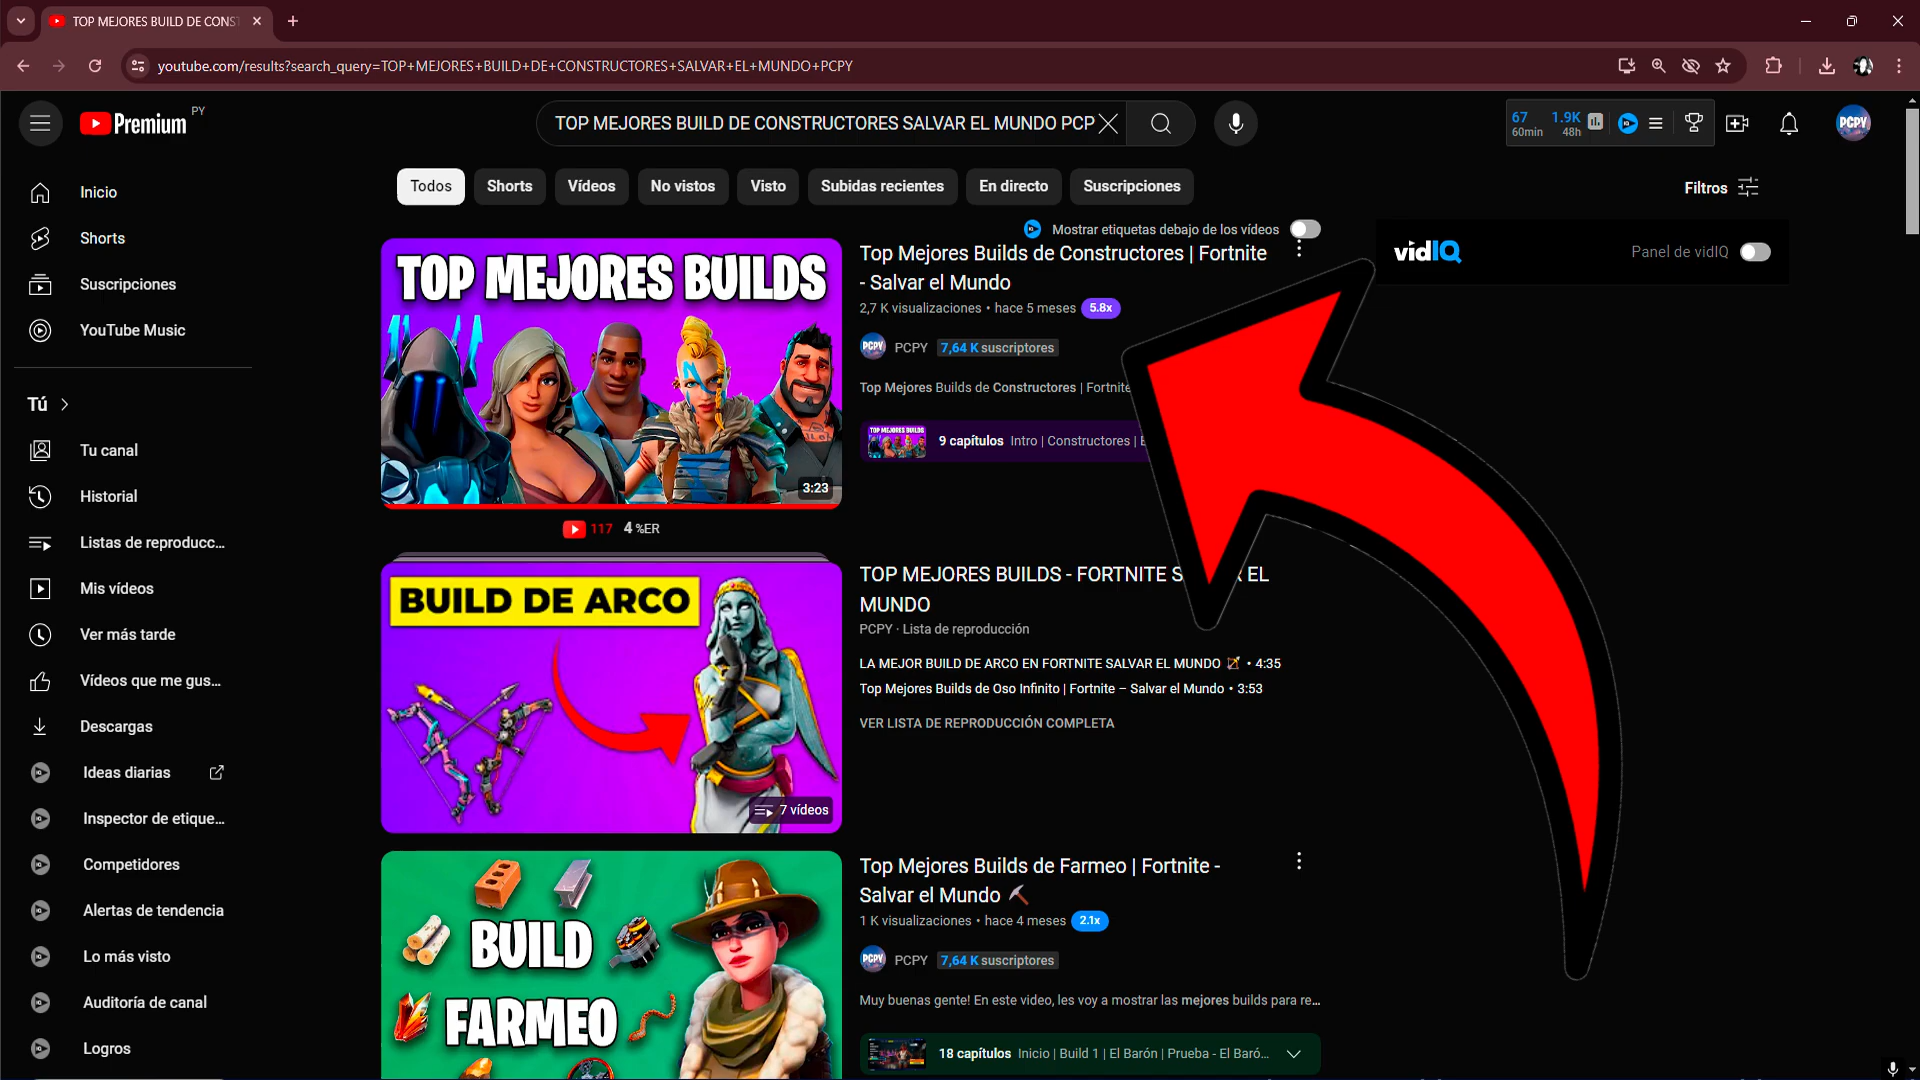 TOP MEJORES BUILD DE CONST
youtube.com/results?search_query=TOP+MEJORES+BUILD+DE+CONSTRUCTORES+SALVAR+EL+MUNDO+PCPY
Premium PY
TOP MEJORES BUILD DE CONSTRUCTORES SALVAR EL MUNDO PCP
67 60min
1.9K 48h
PCPY
Todos
Shorts
Vídeos
No vistos
Visto
Subidas recientes
En directo
Suscripciones
Filtros
Inicio
Shorts
Suscripciones
YouTube Music
Tú
Tu canal
Historial
Listas de reproducc...
Mis vídeos
Ver más tarde
Vídeos que me gus...
Descargas
Ideas diarias
Inspector de etique...
Competidores
Alertas de tendencia
Lo más visto
Auditoría de canal
Logros
Mostrar etiquetas debajo de los vídeos
vidIQ
Panel de vidIQ
TOP MEJORES BUILDS
3:23
117 4 %ER
Top Mejores Builds de Constructores | Fortnite
- Salvar el Mundo
2,7 K visualizaciones • hace 5 meses 5.8x
PCPY PCPY 7,64 K suscriptores
Top Mejores Builds de Constructores | Fortnite
TOP MEJORES BUILDS 9 capítulos Intro | Constructores |
BUILD DE ARCO
7 vídeos
TOP MEJORES BUILDS - FORTNITE S R EL
MUNDO
PCPY · Lista de reproducción
LA MEJOR BUILD DE ARCO EN FORTNITE SALVAR EL MUNDO 🏹 • 4:35
Top Mejores Builds de Oso Infinito | Fortnite – Salvar el Mundo • 3:53
VER LISTA DE REPRODUCCIÓN COMPLETA
BUILD
FARMEO
Top Mejores Builds de Farmeo | Fortnite -
Salvar el Mundo ⛏️
1 K visualizaciones • hace 4 meses 2.1x
PCPY PCPY 7,64 K suscriptores
Muy buenas gente! En este video, les voy a mostrar las mejores builds para re...
18 capítulos Inicio | Build 1 | El Barón | Prueba - El Baró...